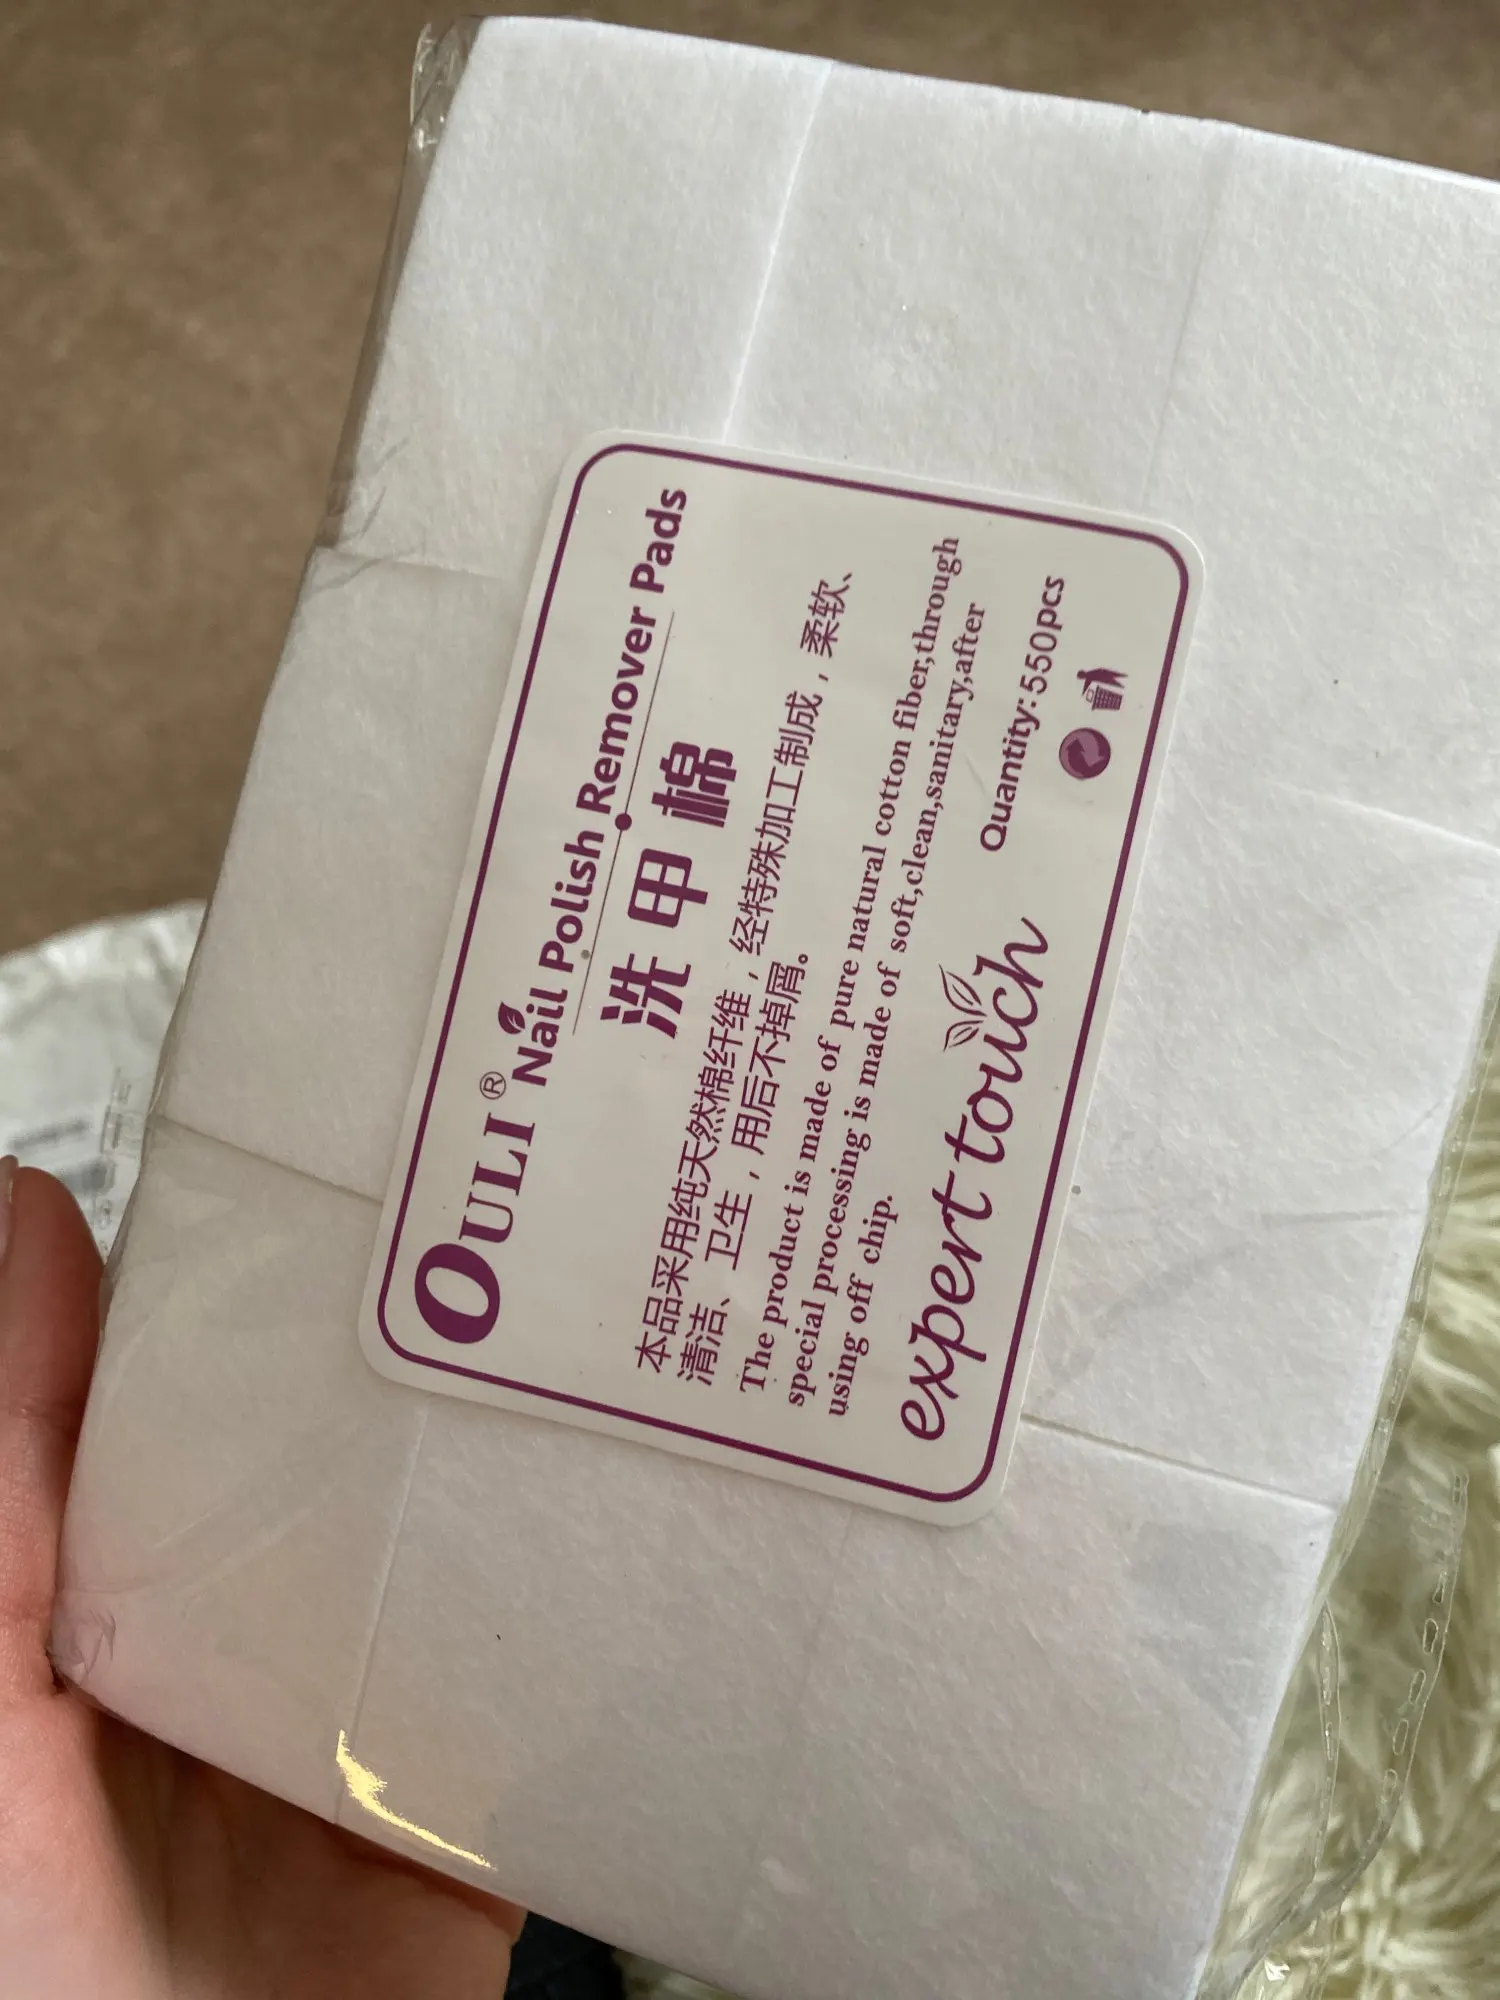 OULI® Nail Polish Remover Pads
洗甲棉
本品采用纯天然棉纤维，经特殊加工制成，柔软、
清洁、卫生，用后不掉屑。
The product is made of pure natural cotton fiber,through
special processing is made of soft,clean,sanitary,after
using off chip.
expert touch
Quantity:550pcs